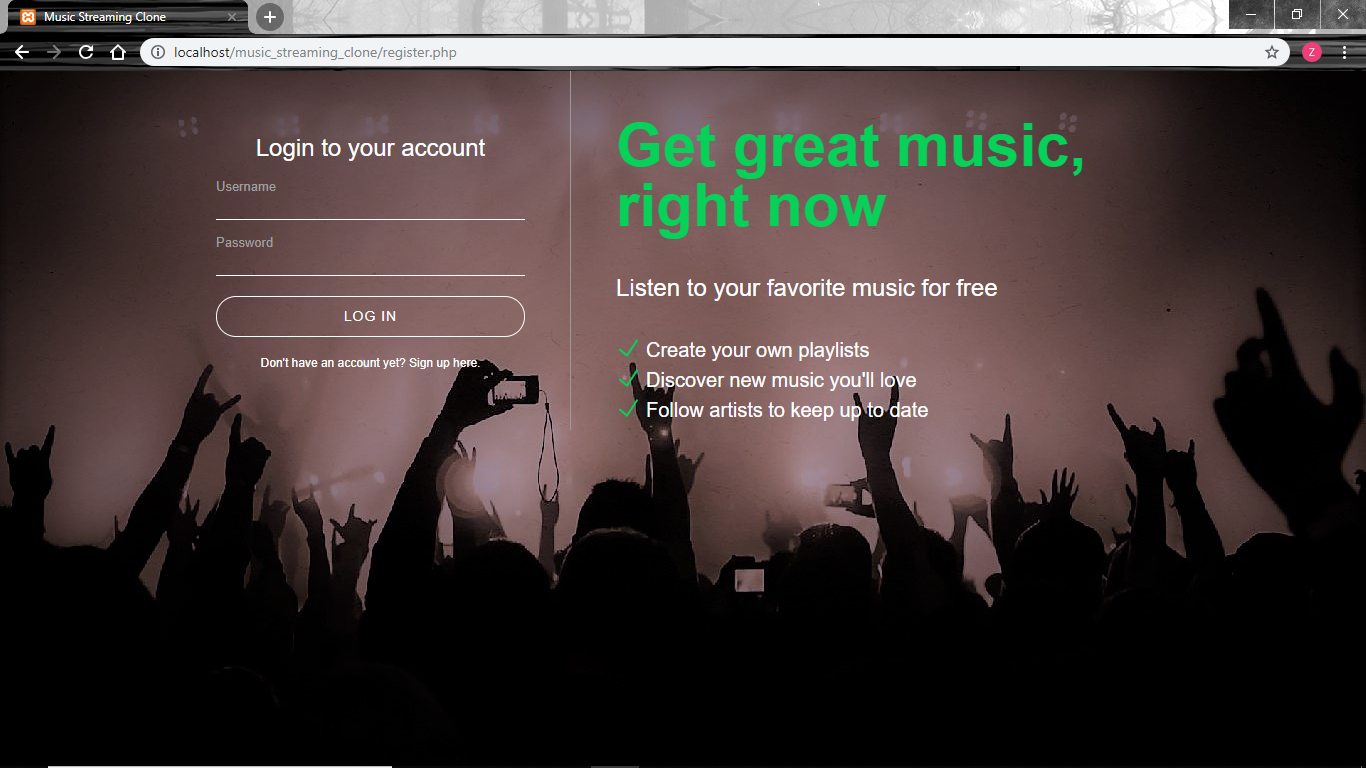 Music Streaming Clone
localhost/music_streaming_clone/register.php
Z
Login to your account
Username
Password
LOG IN
Don't have an account yet? Sign up here.
Get great music,
right now
Listen to your favorite music for free
Create your own playlists
Discover new music you'll love
Follow artists to keep up to date